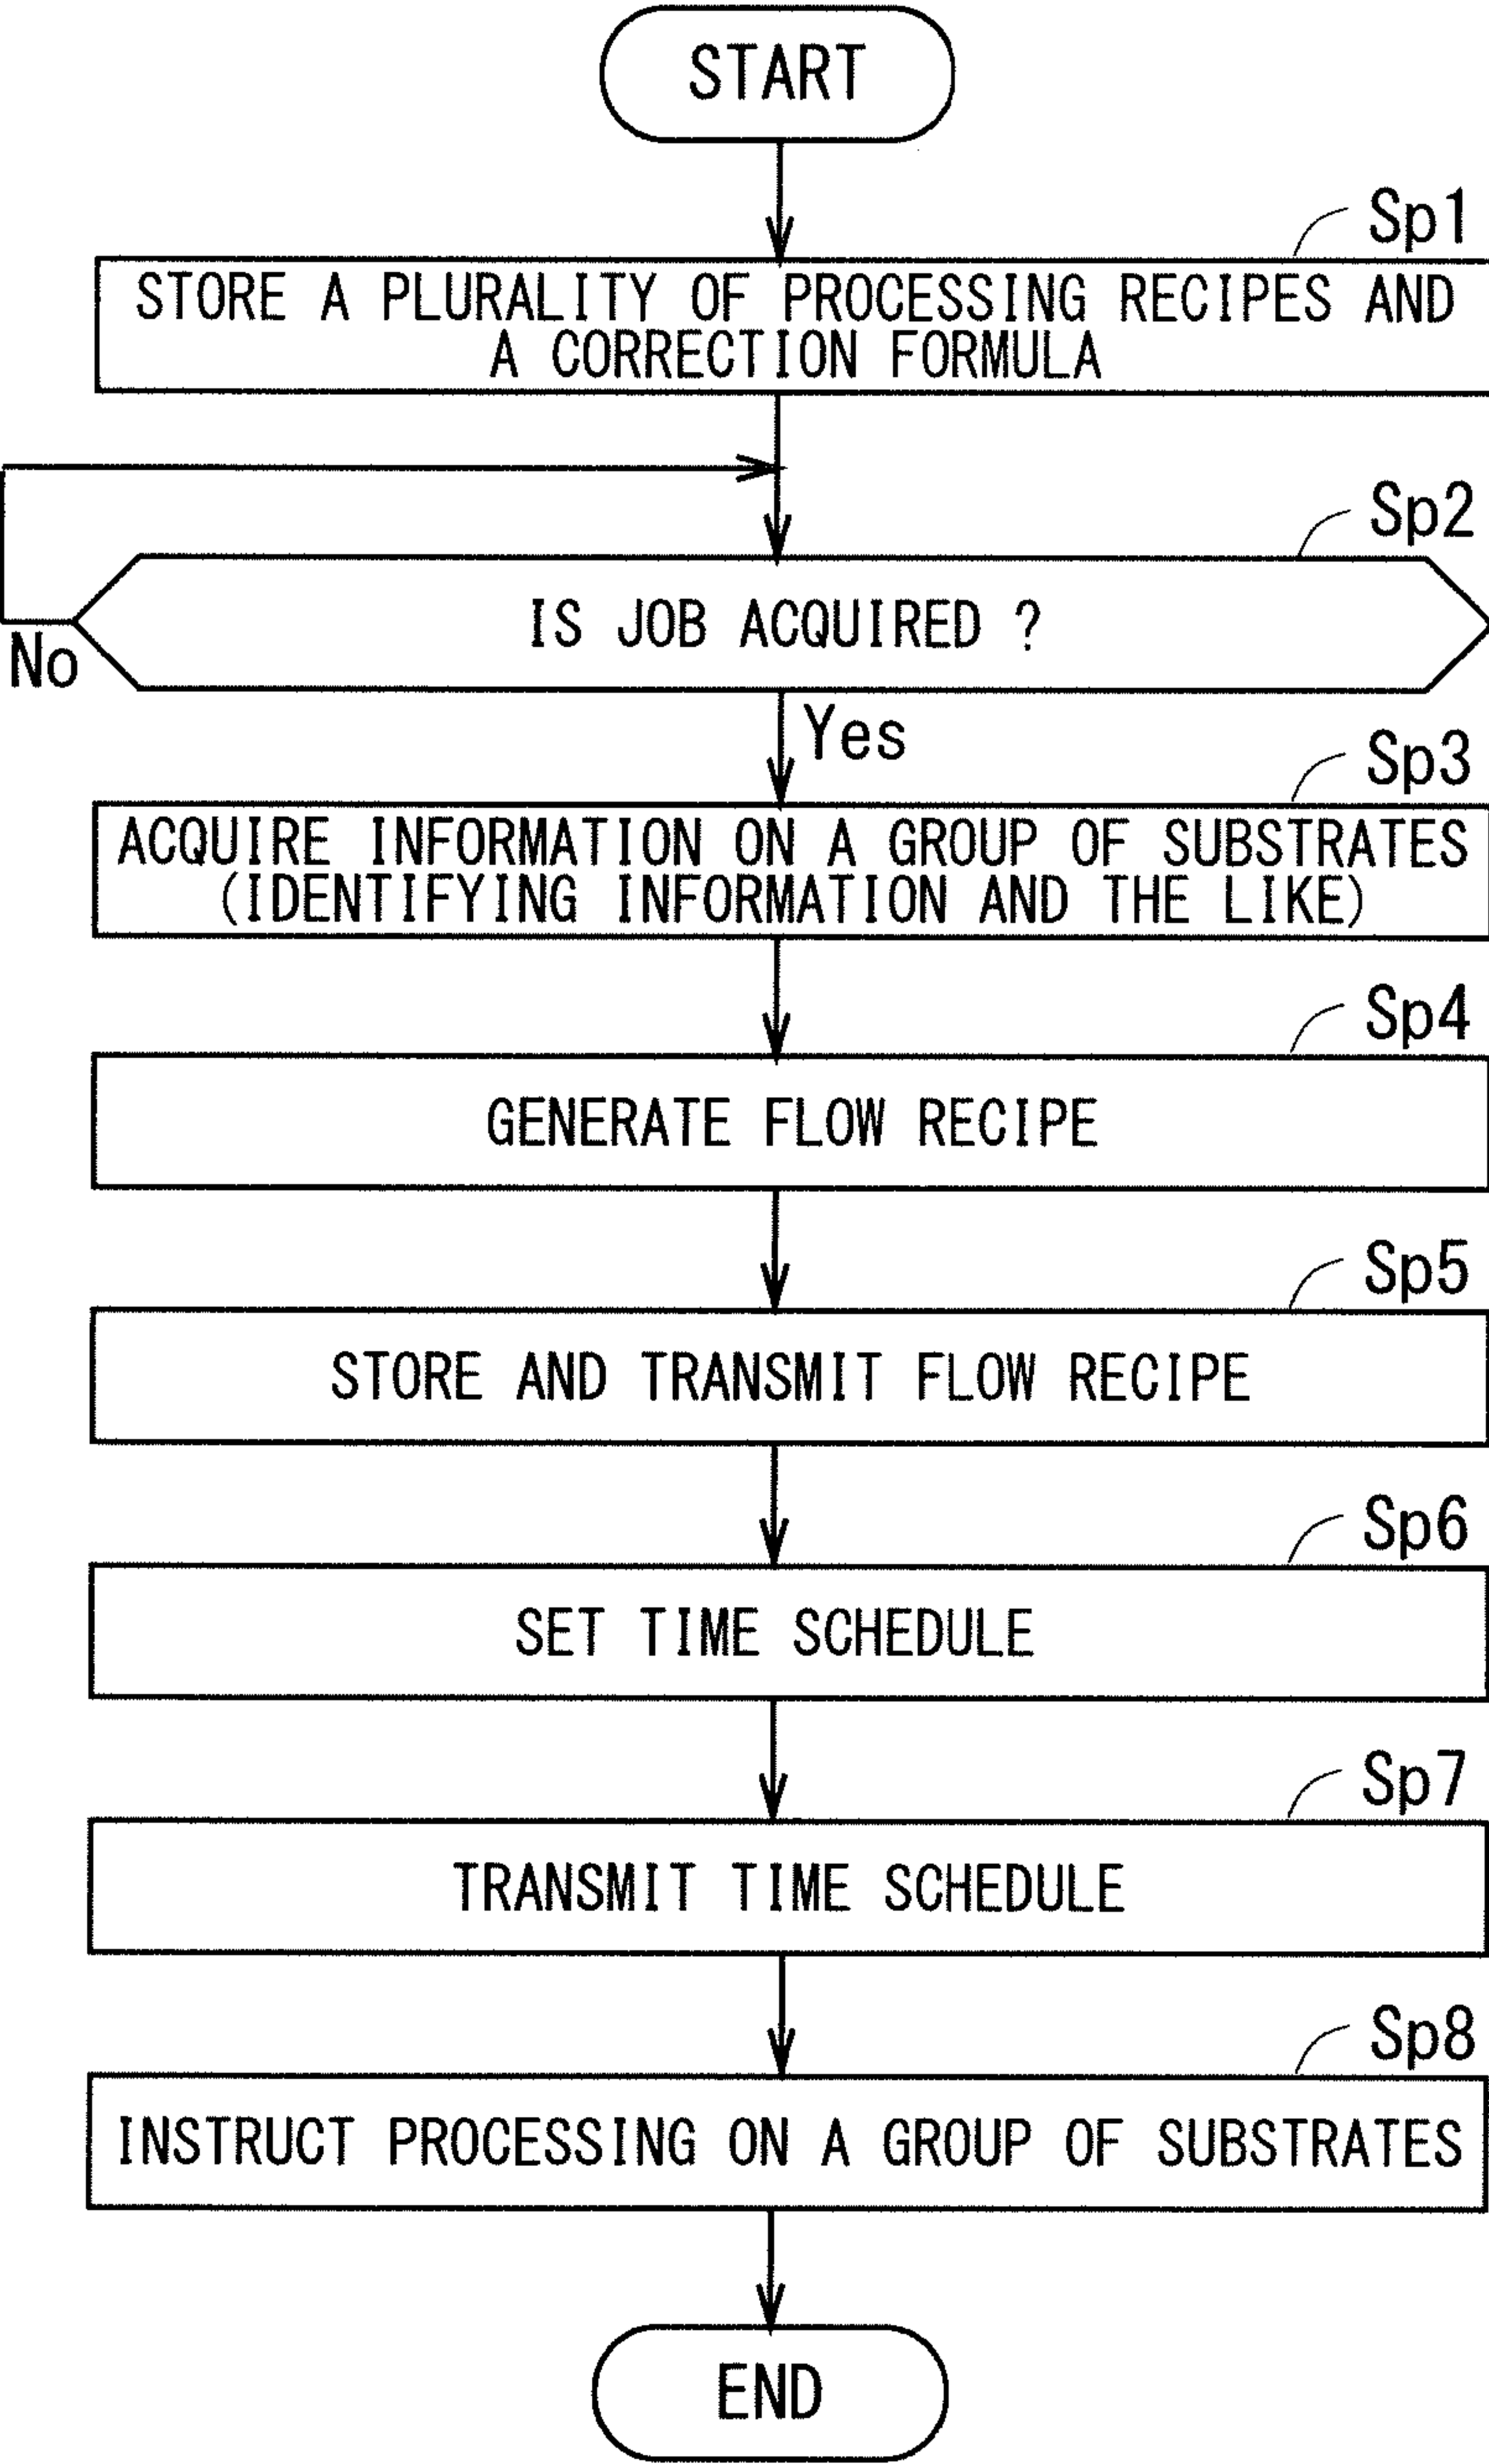 START
Sp1
STORE A PLURALITY OF PROCESSING RECIPES AND
A CORRECTION FORMULA
Sp2
IS JOB ACQUIRED ?
No
Yes
Sp3
ACQUIRE INFORMATION ON A GROUP OF SUBSTRATES
(IDENTIFYING INFORMATION AND THE LIKE)
Sp4
GENERATE FLOW RECIPE
Sp5
STORE AND TRANSMIT FLOW RECIPE
Sp6
SET TIME SCHEDULE
Sp7
TRANSMIT TIME SCHEDULE
Sp8
INSTRUCT PROCESSING ON A GROUP OF SUBSTRATES
END